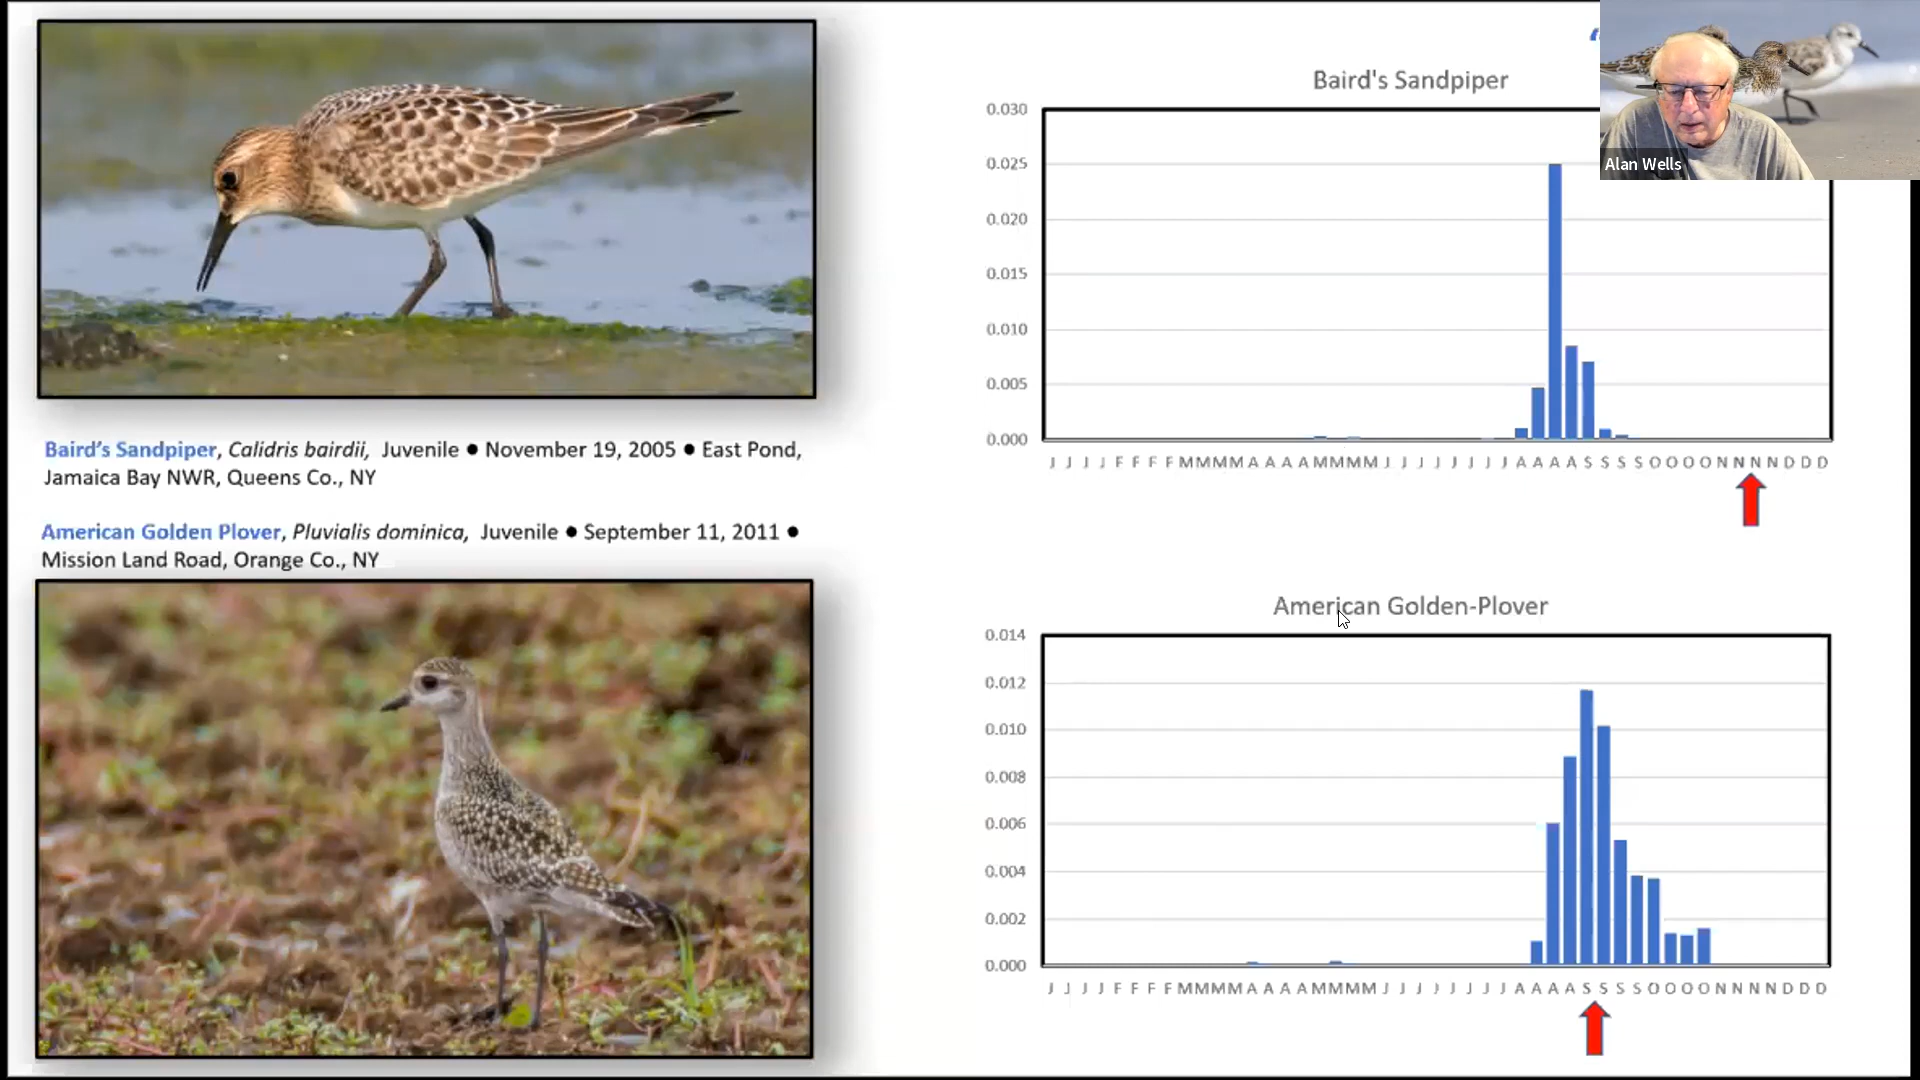 Baird's Sandpiper
Alan Wells
0.030
0.025
0.020
0.015
0.010
0.005
0.000
J J J J F F F F M M M M M A A A A M M M M J J J J J J J J A A A A A S S S S O O O O O N N N N D D D
Baird’s Sandpiper, Calidris bairdii, Juvenile ● November 19, 2005 ● East Pond,
Jamaica Bay NWR, Queens Co., NY
American Golden Plover, Pluvialis dominica, Juvenile ● September 11, 2011 ●
Mission Land Road, Orange Co., NY
American Golden-Plover
0.014
0.012
0.010
0.008
0.006
0.004
0.002
0.000
J J J J F F F F M M M M M A A A A M M M M J J J J J J J J A A A A S S S S O O O O O N N N N D D D